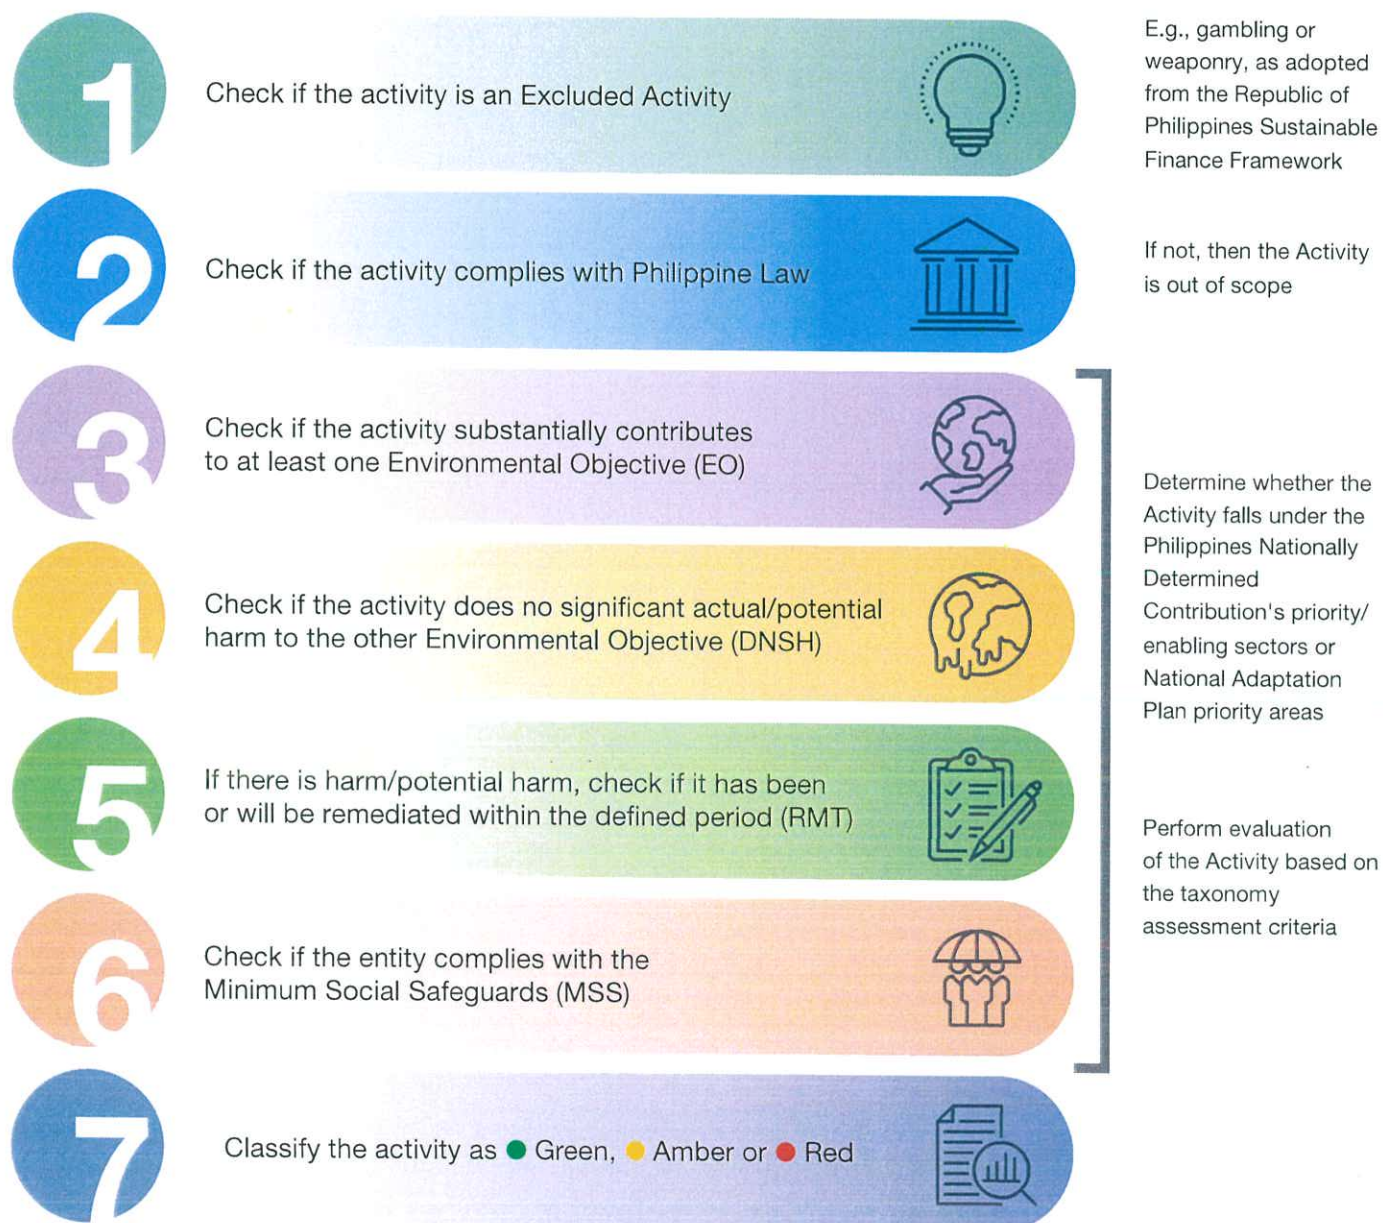 1
Check if the activity is an Excluded Activity
E.g., gambling or
weaponry, as adopted
from the Republic of
Philippines Sustainable
Finance Framework
2
Check if the activity complies with Philippine Law
If not, then the Activity
is out of scope
3
Check if the activity substantially contributes
to at least one Environmental Objective (EO)
4
Check if the activity does no significant actual/potential
harm to the other Environmental Objective (DNSH)
5
If there is harm/potential harm, check if it has been
or will be remediated within the defined period (RMT)
6
Check if the entity complies with the
Minimum Social Safeguards (MSS)
Determine whether the
Activity falls under the
Philippines Nationally
Determined
Contribution's priority/
enabling sectors or
National Adaptation
Plan priority areas
Perform evaluation
of the Activity based on
the taxonomy
assessment criteria
7
Classify the activity as Green, Amber or Red